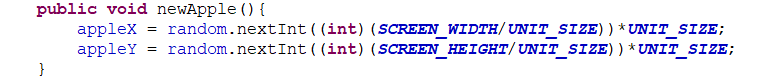 public void newApple(){
appleX = random.nextInt((int)(SCREEN_WIDTH/UNIT_SIZE))*UNIT_SIZE;
appleY = random.nextInt((int)(SCREEN_HEIGHT/UNIT_SIZE))*UNIT_SIZE;
}